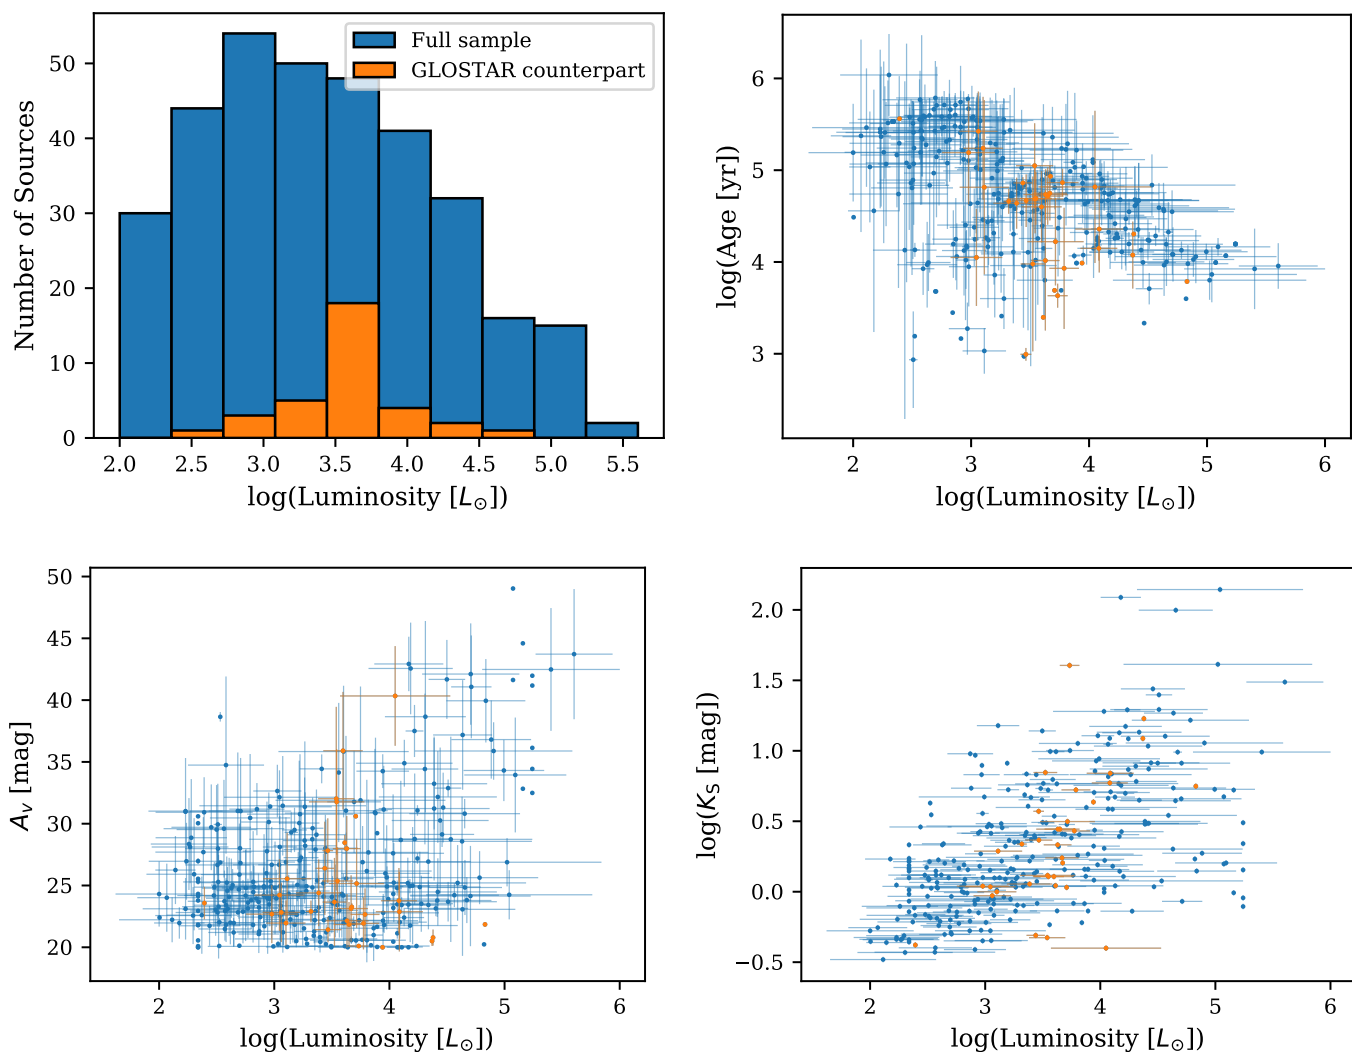 Full sample
GLOSTAR counterpart
Number of Sources
50
40
30
20
10
0
2.0 2.5 3.0 3.5 4.0 4.5 5.0 5.5
log(Luminosity [L⊙])
log(Age [yr])
6
5
4
3
2 3 4 5 6
log(Luminosity [L⊙])
Aᵥ [mag]
50
45
40
35
30
25
20
2 3 4 5 6
log(Luminosity [L⊙])
log(K_S [mag])
2.0
1.5
1.0
0.5
0.0
−0.5
2 3 4 5 6
log(Luminosity [L⊙])